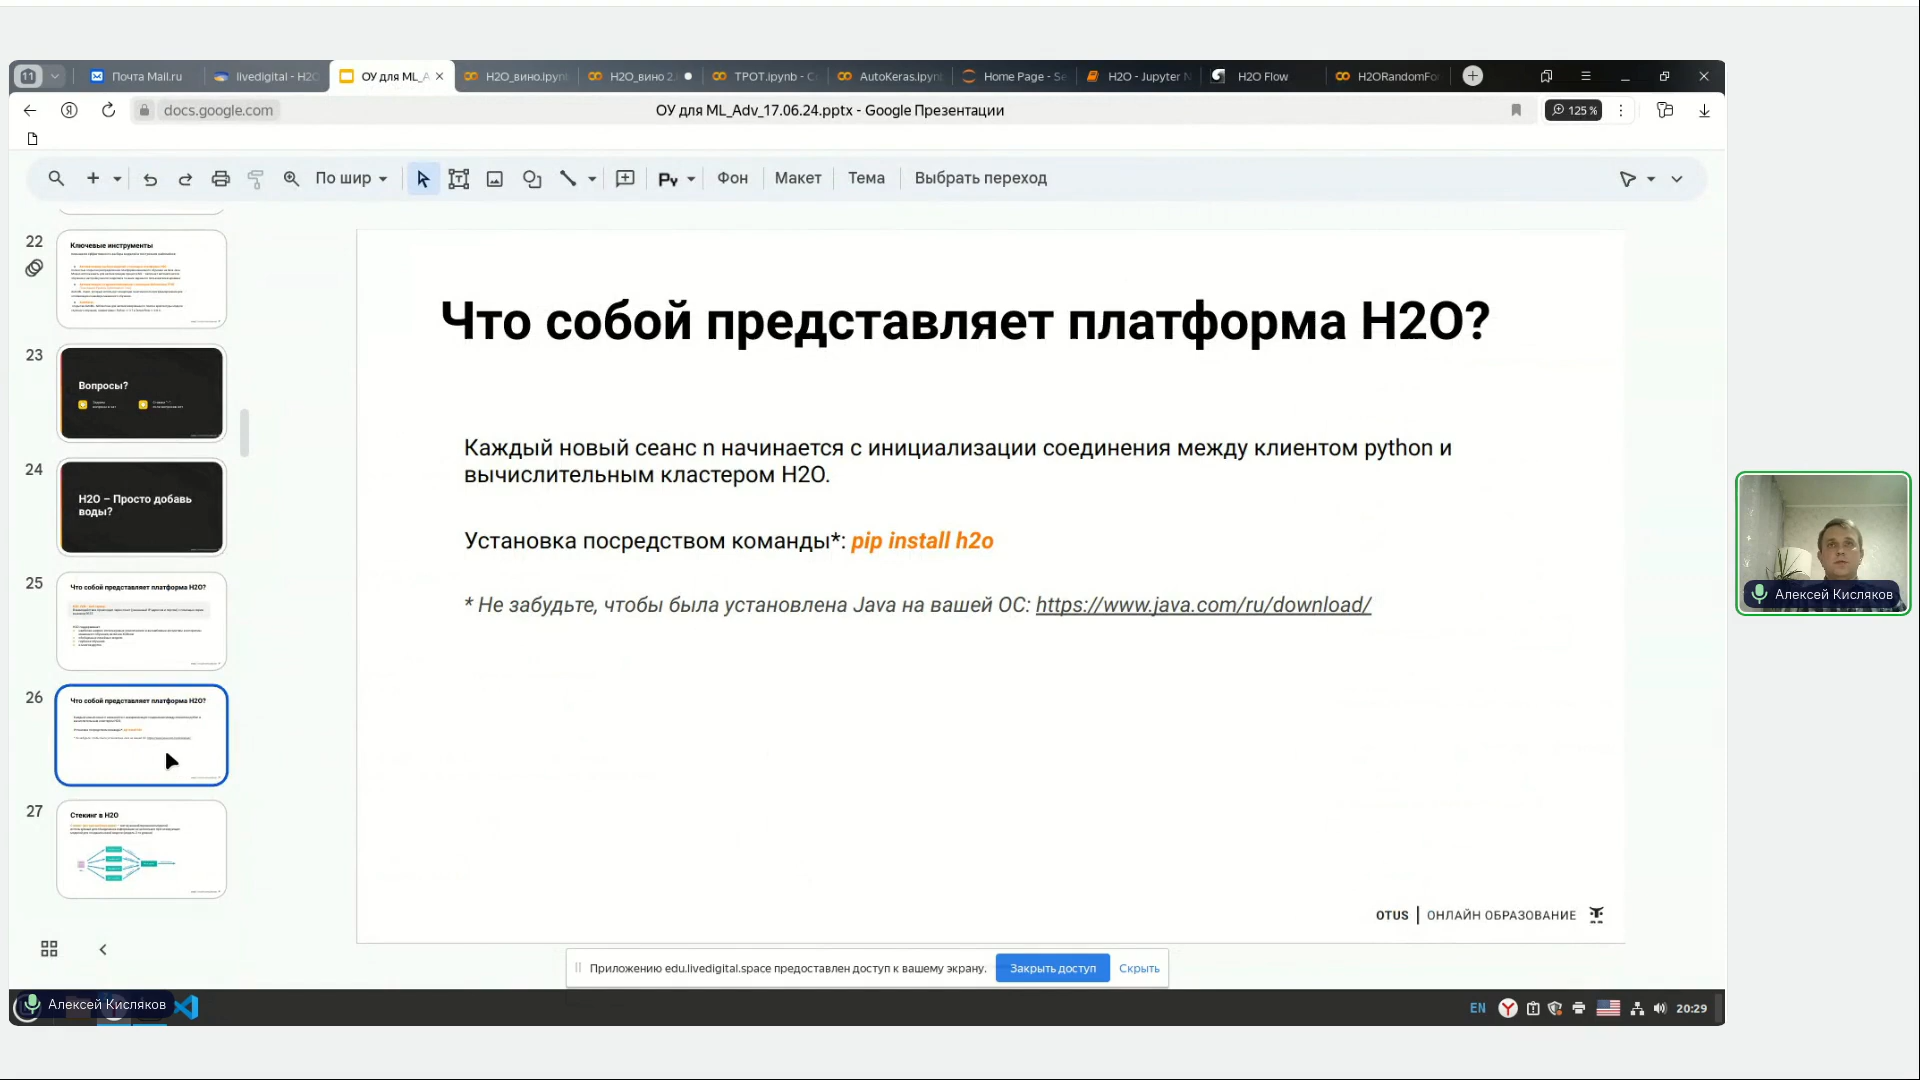 11
Почта Mail.ru
livedigital - H2O
ОУ для ML_A
H2O_вино.ipynb
H2O_вино 2.
TPOT.ipynb - C
AutoKeras.ipynb
Home Page - Se
H2O - Jupyter N
H2O Flow
H2ORandomFor
docs.google.com
ОУ для ML_Adv_17.06.24.pptx - Google Презентации
125 %
По шир
Фон
Макет
Тема
Выбрать переход
22
Ключевые инструменты
23
Вопросы?
24
H2O – Просто добавь
воды?
25
Что собой представляет платформа H2O?
26
Что собой представляет платформа H2O?
27
Стекинг в H2O
Что собой представляет платформа H2O?
Каждый новый сеанс n начинается с инициализации соединения между клиентом python и
вычислительным кластером H2O.
Установка посредством команды*: pip install h2o
* Не забудьте, чтобы была установлена Java на вашей ОС: https://www.java.com/ru/download/
OTUS | ОНЛАЙН ОБРАЗОВАНИЕ
Приложению edu.livedigital.space предоставлен доступ к вашему экрану.
Закрыть доступ
Скрыть
Алексей Кисляков
Алексей Кисляков
EN
20:29